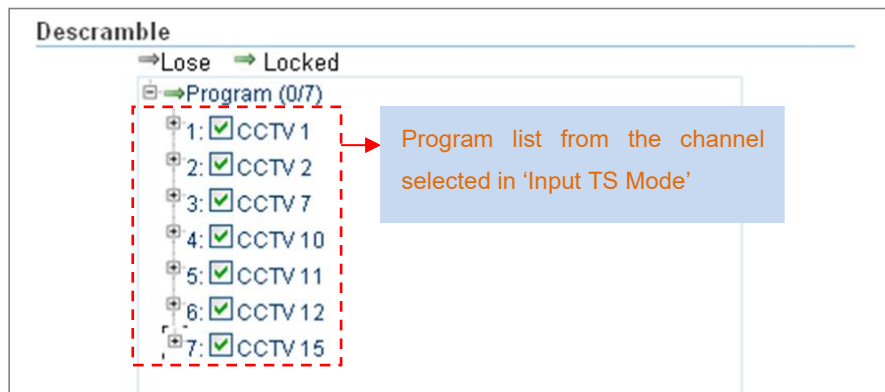 Descramble
Lose Locked
Program (0/7)
1: CCTV 1
2: CCTV 2
3: CCTV 7
4: CCTV 10
5: CCTV 11
6: CCTV 12
7: CCTV 15
Program list from the channel
selected in ‘Input TS Mode’